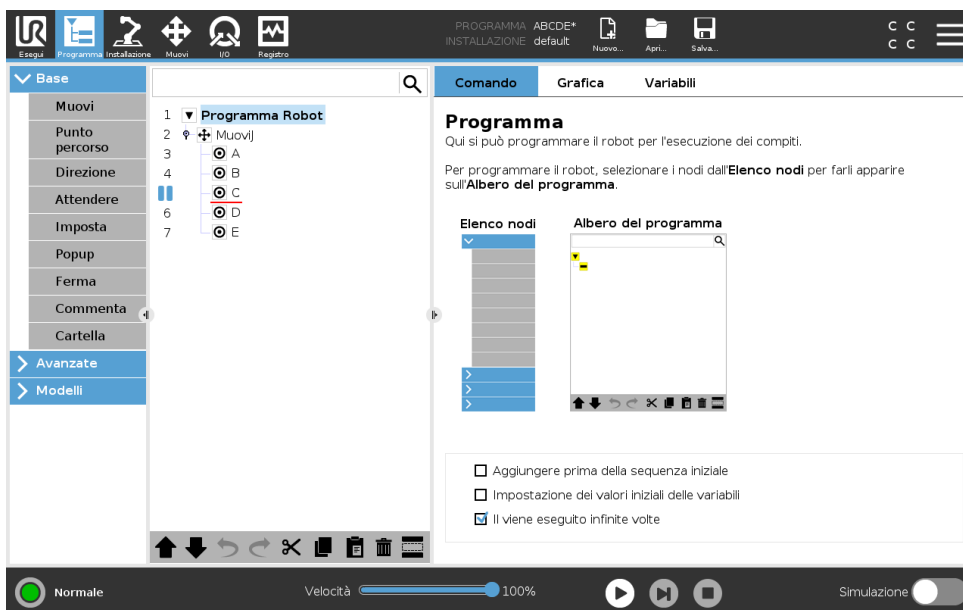 PROGRAMMA ABCDE*
INSTALLAZIONE default
Nuovo...
Apri...
Salva...
C C
C C
Esegui
Programma
Installazione
Muovi
I/O
Registro
Base
Muovi
Punto
percorso
Direzione
Attendere
Imposta
Popup
Ferma
Commenta
Cartella
Avanzate
Modelli
1 Programma Robot
2 MuoviJ
3 A
4 B
C
6 D
7 E
Comando
Grafica
Variabili
Programma
Qui si può programmare il robot per l'esecuzione dei compiti.
Per programmare il robot, selezionare i nodi dall'Elenco nodi per farli apparire
sull'Albero del programma.
Elenco nodi
Albero del programma
Aggiungere prima della sequenza iniziale
Impostazione dei valori iniziali delle variabili
Il viene eseguito infinite volte
Normale
Velocità
100%
Simulazione